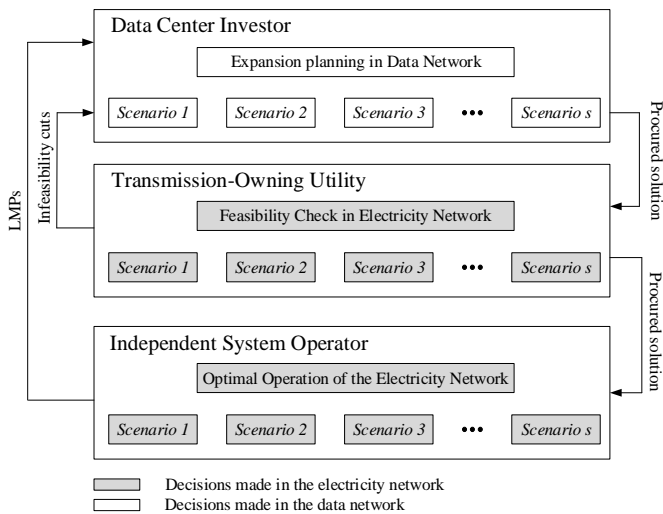 Data Center Investor
Expansion planning in Data Network
Scenario 1
Scenario 2
Scenario 3
•••
Scenario s
Transmission-Owning Utility
Feasibility Check in Electricity Network
Scenario 1
Scenario 2
Scenario 3
•••
Scenario s
Independent System Operator
Optimal Operation of the Electricity Network
Scenario 1
Scenario 2
Scenario 3
•••
Scenario s
LMPs
Infeasibility cuts
Procured solution
Procured solution
Decisions made in the electricity network
Decisions made in the data network